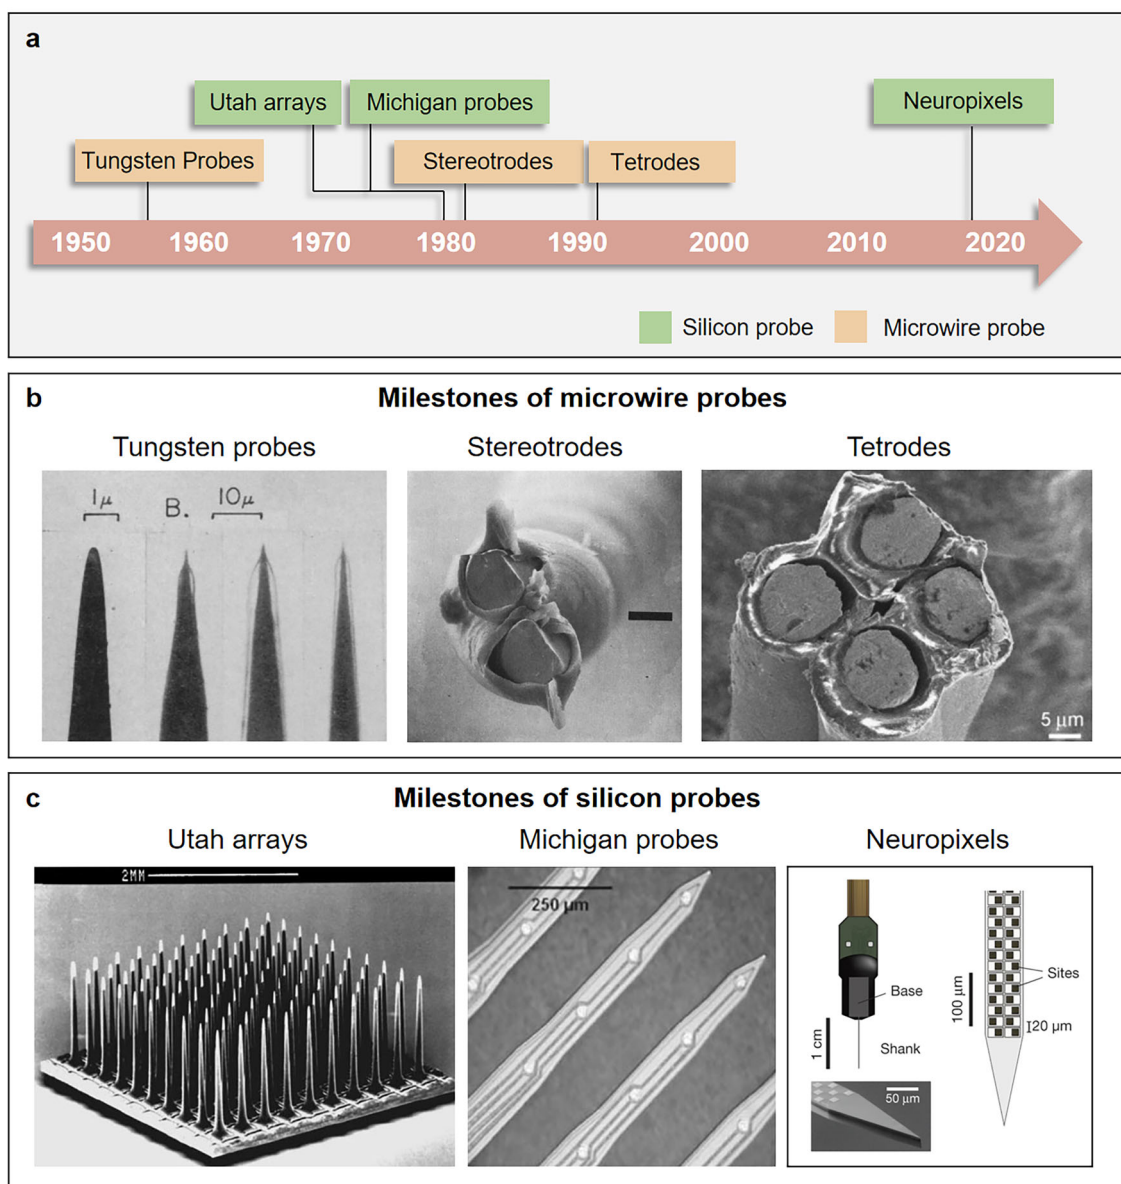 a
Utah arrays
Michigan probes
Neuropixels
Tungsten Probes
Stereotrodes
Tetrodes
1950 1960 1970 1980 1990 2000 2010 2020
Silicon probe
Microwire probe
b
Milestones of microwire probes
Tungsten probes
Stereotrodes
Tetrodes
1μ
B.
10μ
5 μm
c
Milestones of silicon probes
Utah arrays
Michigan probes
Neuropixels
2MM
250 μm
Base
1 cm
Shank
50 μm
Sites
100 μm
20 μm